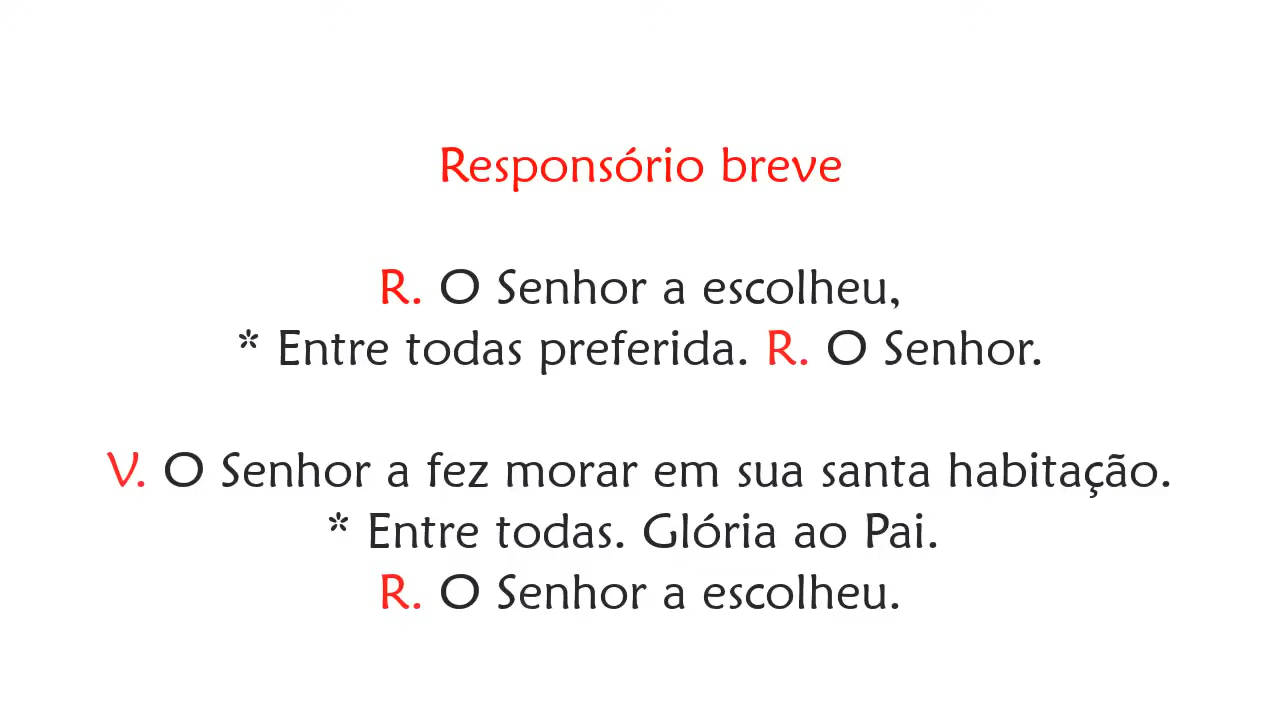 Responsório breve
R. O Senhor a escolheu,
* Entre todas preferida. R. O Senhor.
V. O Senhor a fez morar em sua santa habitação.
* Entre todas. Glória ao Pai.
R. O Senhor a escolheu.